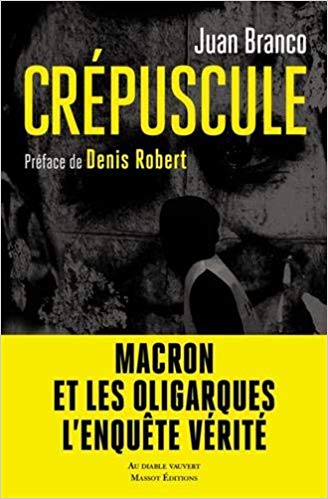 Juan Branco
CRÉPUSCULE
Préface de Denis Robert
MACRON
ET LES OLIGARQUES
L'ENQUÊTE VÉRITÉ
AU DIABLE VAUVERT
MASSOT ÉDITIONS